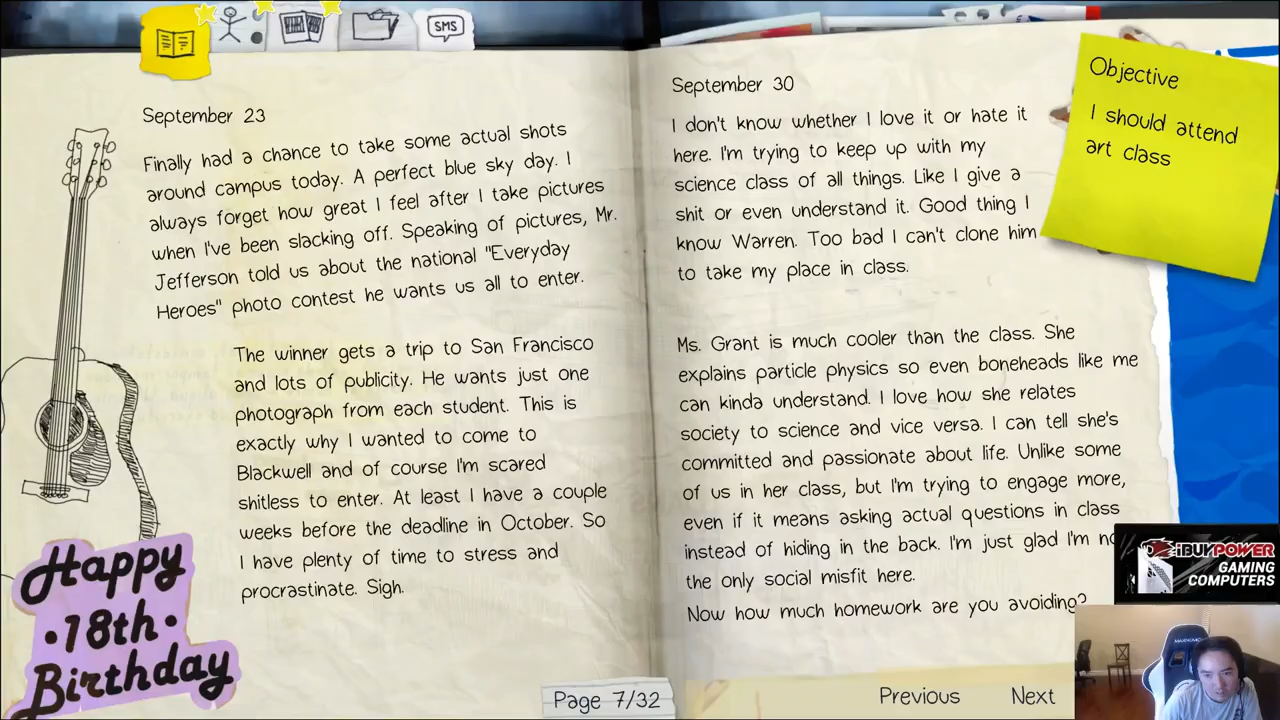 SMS
September 23
Finally had a chance to take some actual shots
around campus today. A perfect blue sky day. I
always forget how great I feel after I take pictures
when I've been slacking off. Speaking of pictures, Mr.
Jefferson told us about the national "Everyday
Heroes" photo contest he wants us all to enter.
The winner gets a trip to San Francisco
and lots of publicity. He wants just one
photograph from each student. This is
exactly why I wanted to come to
Blackwell and of course I'm scared
shitless to enter. At least I have a couple
weeks before the deadline in October. So
I have plenty of time to stress and
procrastinate. Sigh.
Happy
•18th•
Birthday
September 30
I don't know whether I love it or hate it
here. I'm trying to keep up with my
science class of all things. Like I give a
shit or even understand it. Good thing I
know Warren. Too bad I can't clone him
to take my place in class.
Ms. Grant is much cooler than the class. She
explains particle physics so even boneheads like me
can kinda understand. I love how she relates
society to science and vice versa. I can tell she's
committed and passionate about life. Unlike some
of us in her class, but I'm trying to engage more,
even if it means asking actual questions in class
instead of hiding in the back. I'm just glad I'm no
the only social misfit here.
Now how much homework are you avoiding?
Objective
I should attend
art class
iBUYPOWER
GAMING
COMPUTERS
Page 7/32
Previous
Next